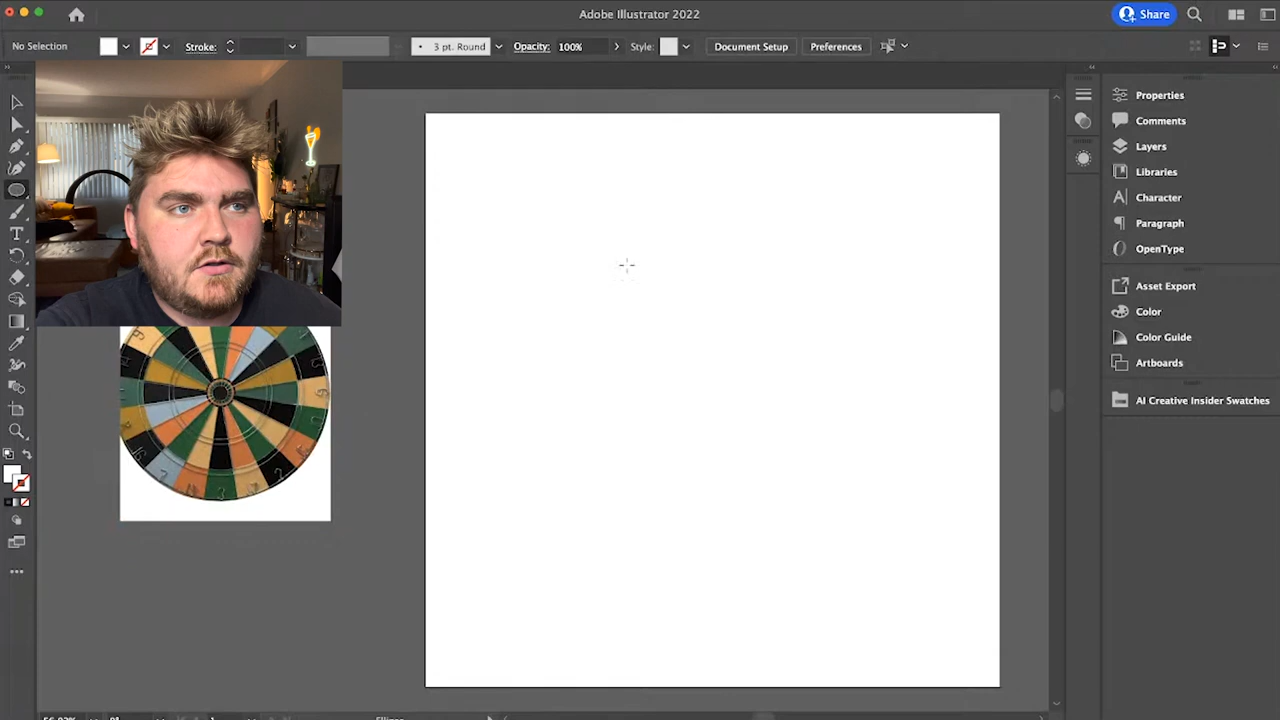 Adobe Illustrator 2022
Share
No Selection
Stroke:
3 pt. Round
Opacity: 100%
Style:
Document Setup
Preferences
Properties
Comments
Layers
Libraries
Character
Paragraph
OpenType
Asset Export
Color
Color Guide
Artboards
AI Creative Insider Swatches